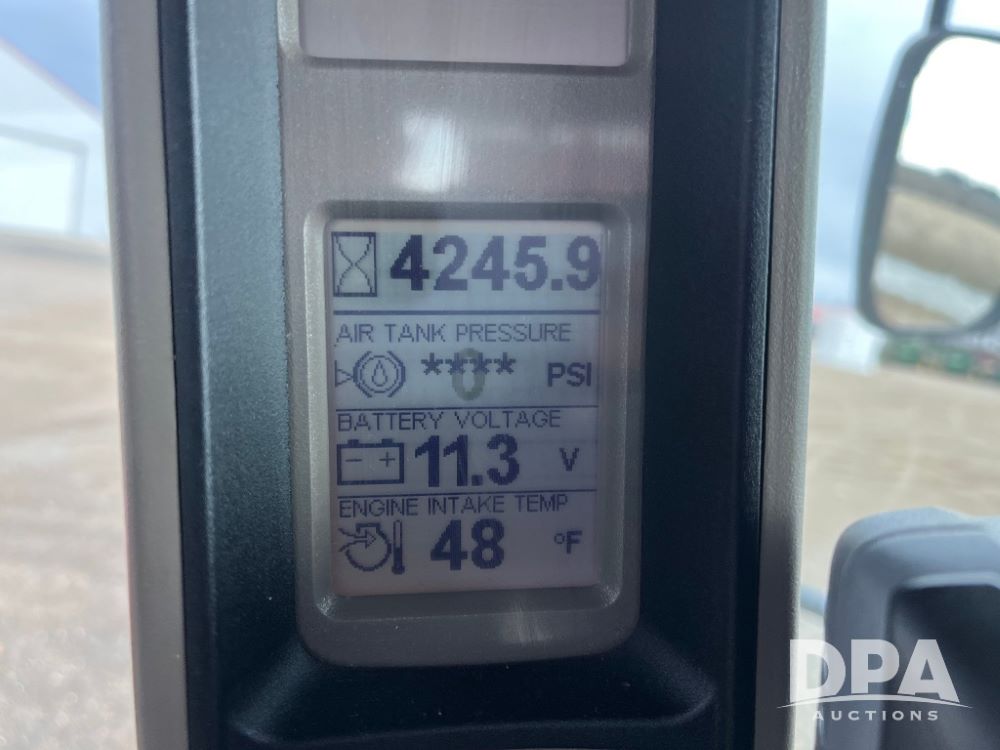 4245.9
AIR TANK PRESSURE
**** PSI
BATTERY VOLTAGE
11.3 V
ENGINE INTAKE TEMP
48 °F
DPA
AUCTIONS